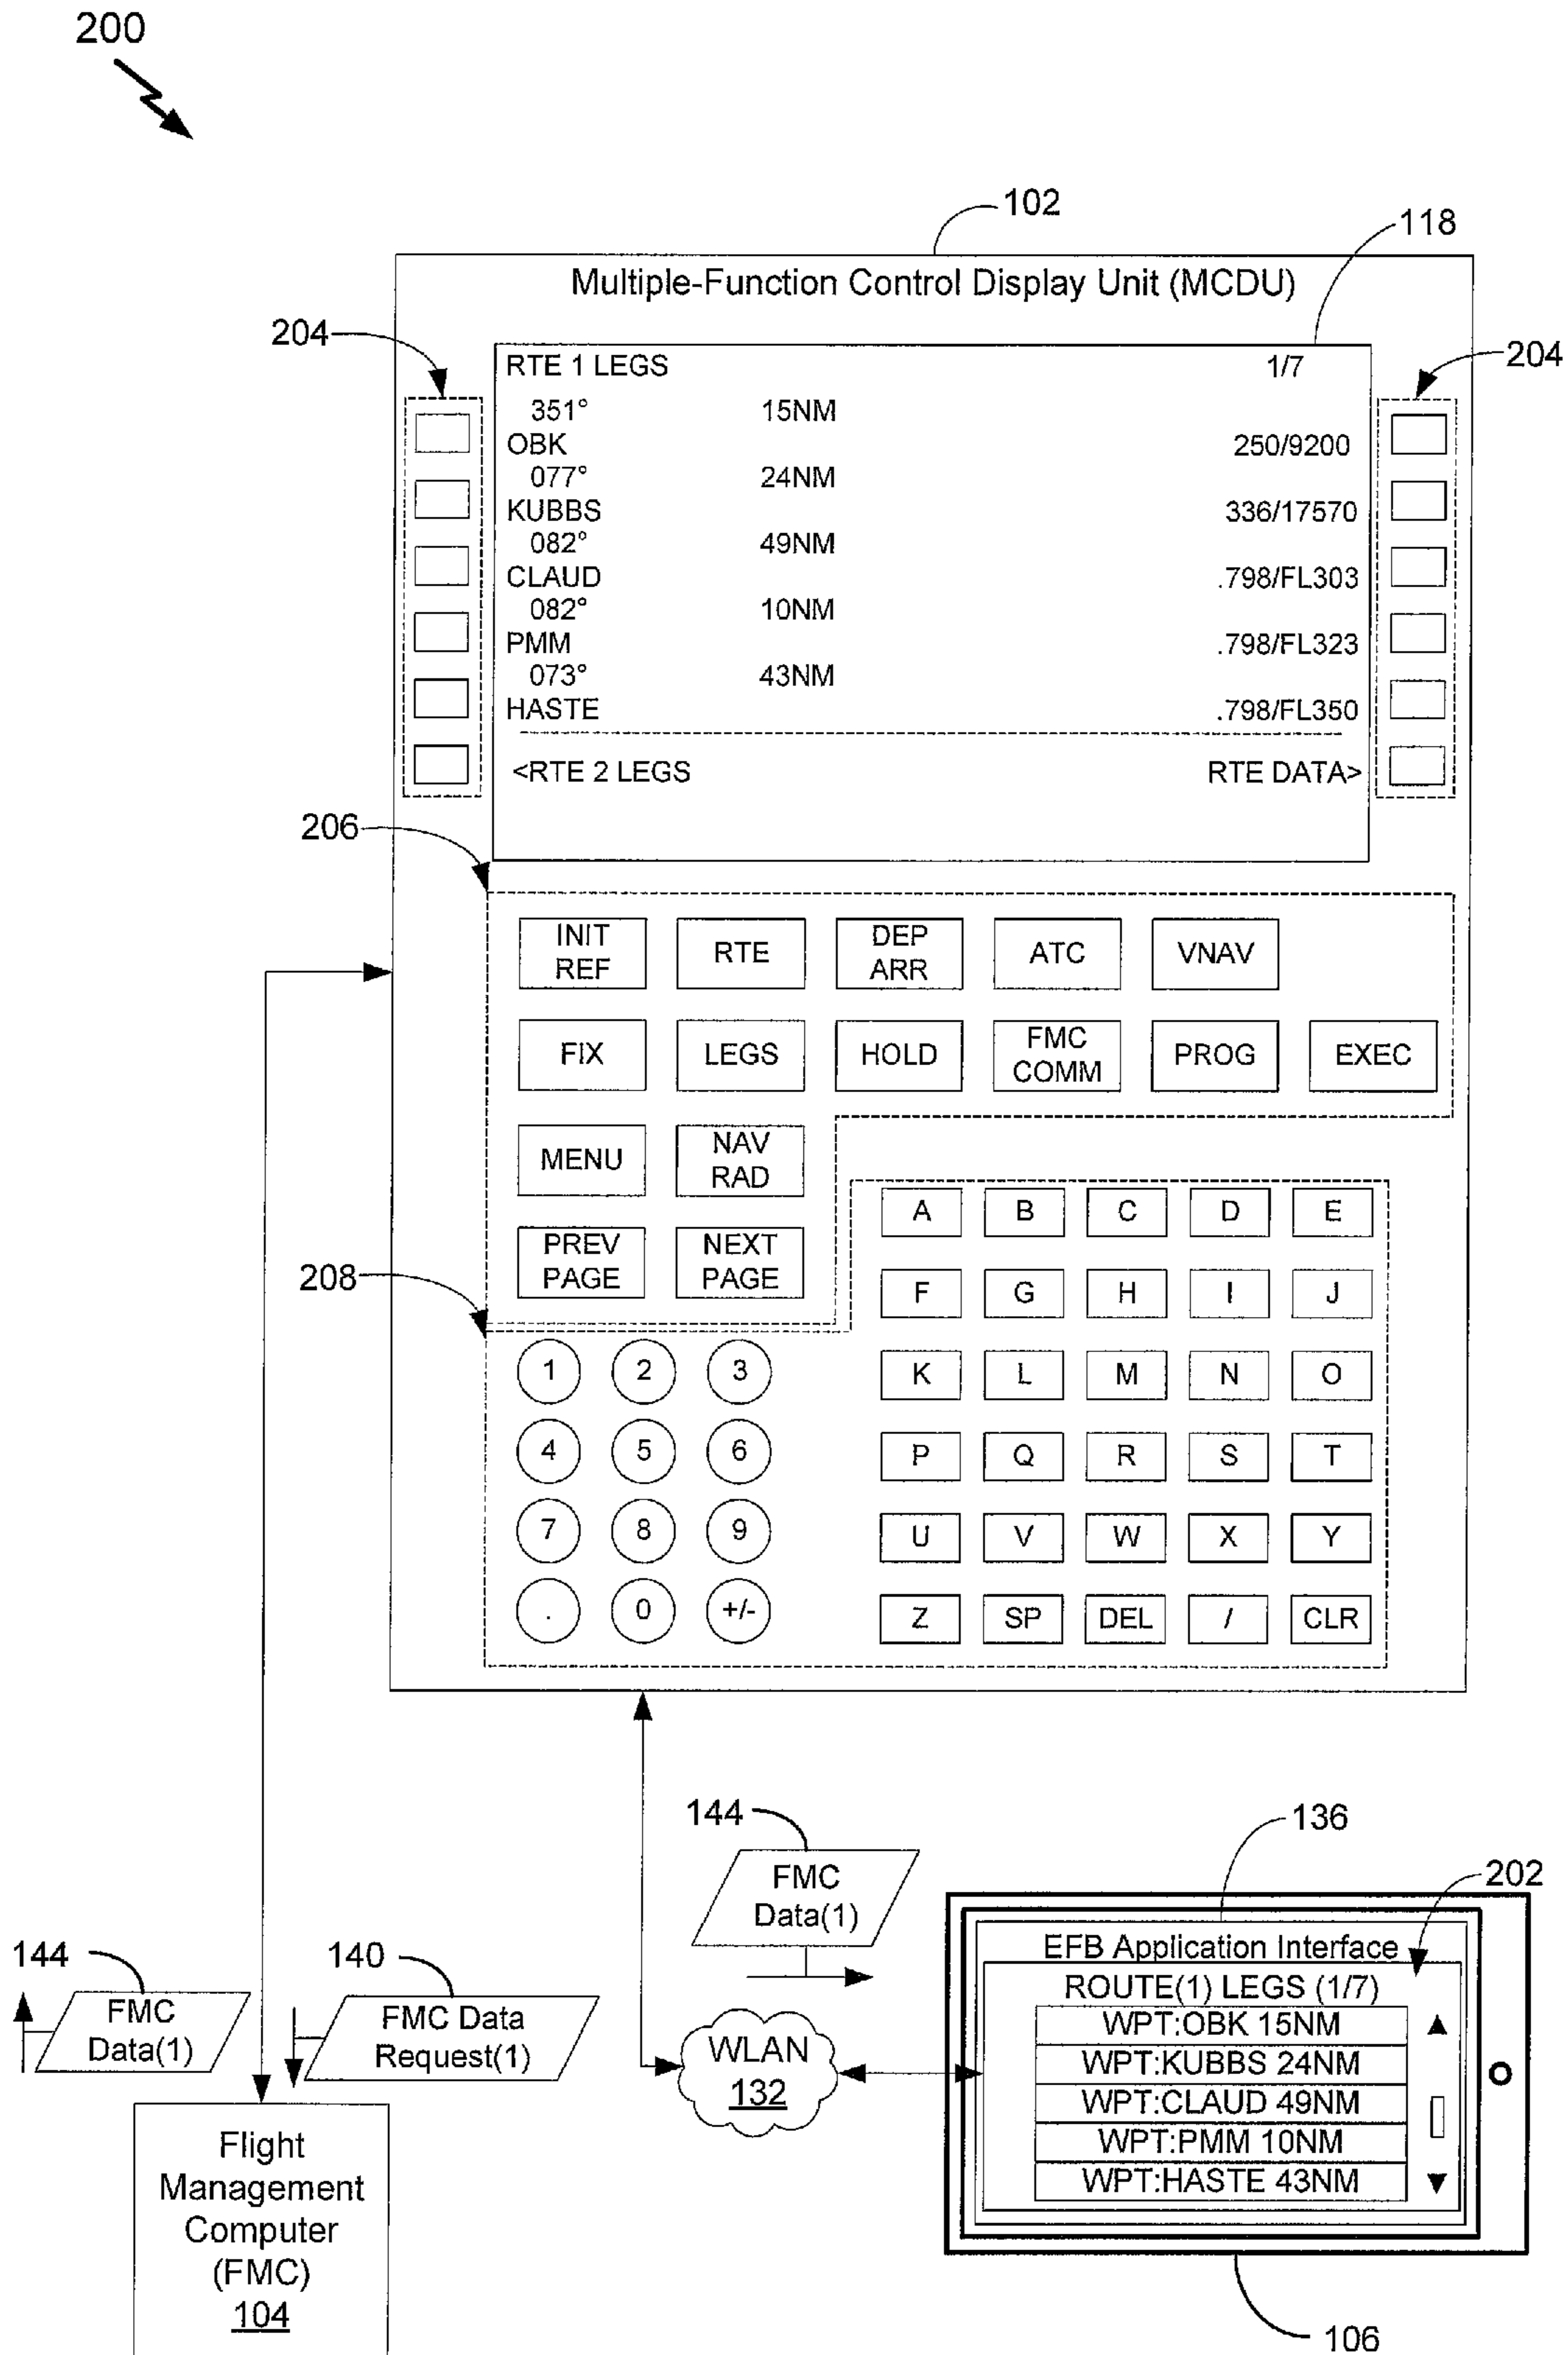 200
102
118
Multiple-Function Control Display Unit (MCDU)
204
204
RTE 1 LEGS 1/7
351° 15NM
OBK 250/9200
077° 24NM
KUBBS 336/17570
082° 49NM
CLAUD .798/FL303
082° 10NM
PMM .798/FL323
073° 43NM
HASTE .798/FL350
<RTE 2 LEGS RTE DATA>
206
INIT REF
RTE
DEP ARR
ATC
VNAV
FIX
LEGS
HOLD
FMC COMM
PROG
EXEC
MENU
NAV RAD
PREV PAGE
NEXT PAGE
208
A B C D E
F G H I J
K L M N O
P Q R S T
U V W X Y
Z SP DEL / CLR
1 2 3
4 5 6
7 8 9
. 0 +/-
144
FMC
Data(1)
136
202
EFB Application Interface
ROUTE(1) LEGS (1/7)
WPT:OBK 15NM
WPT:KUBBS 24NM
WPT:CLAUD 49NM
WPT:PMM 10NM
WPT:HASTE 43NM
106
WLAN
132
144
FMC
Data(1)
140
FMC Data
Request(1)
Flight
Management
Computer
(FMC)
104